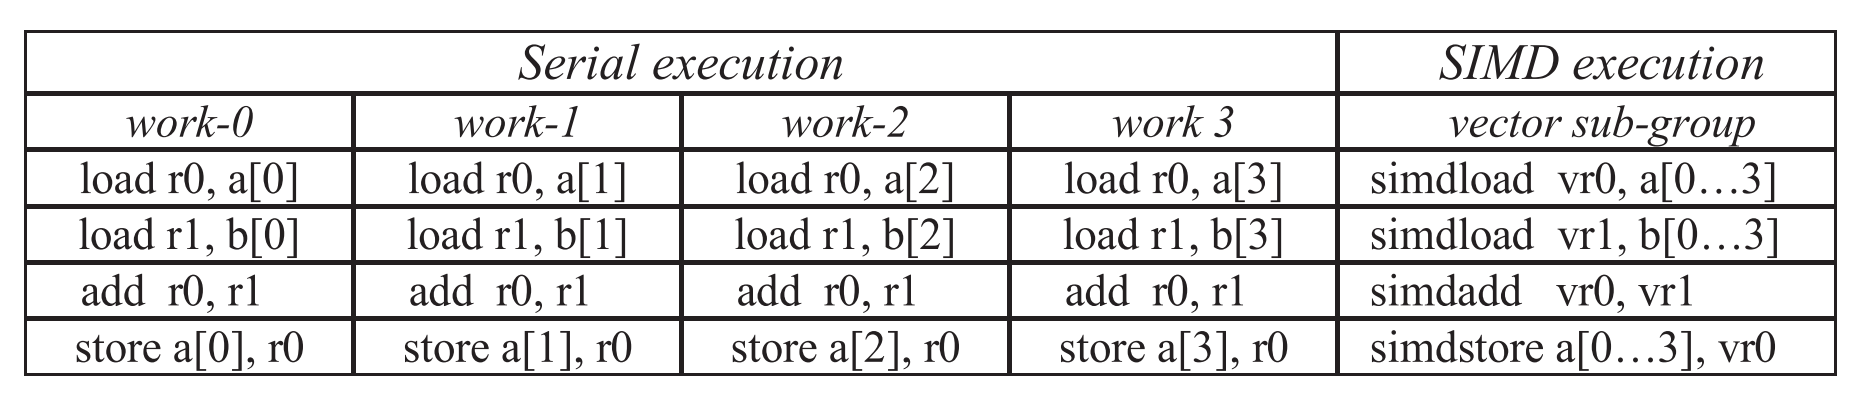 Serial execution SIMD execution
work-0 work-1 work-2 work 3 vector sub-group
load r0, a[0] load r0, a[1] load r0, a[2] load r0, a[3] simdload vr0, a[0…3]
load r1, b[0] load r1, b[1] load r1, b[2] load r1, b[3] simdload vr1, b[0…3]
add r0, r1 add r0, r1 add r0, r1 add r0, r1 simdadd vr0, vr1
store a[0], r0 store a[1], r0 store a[2], r0 store a[3], r0 simdstore a[0…3], vr0